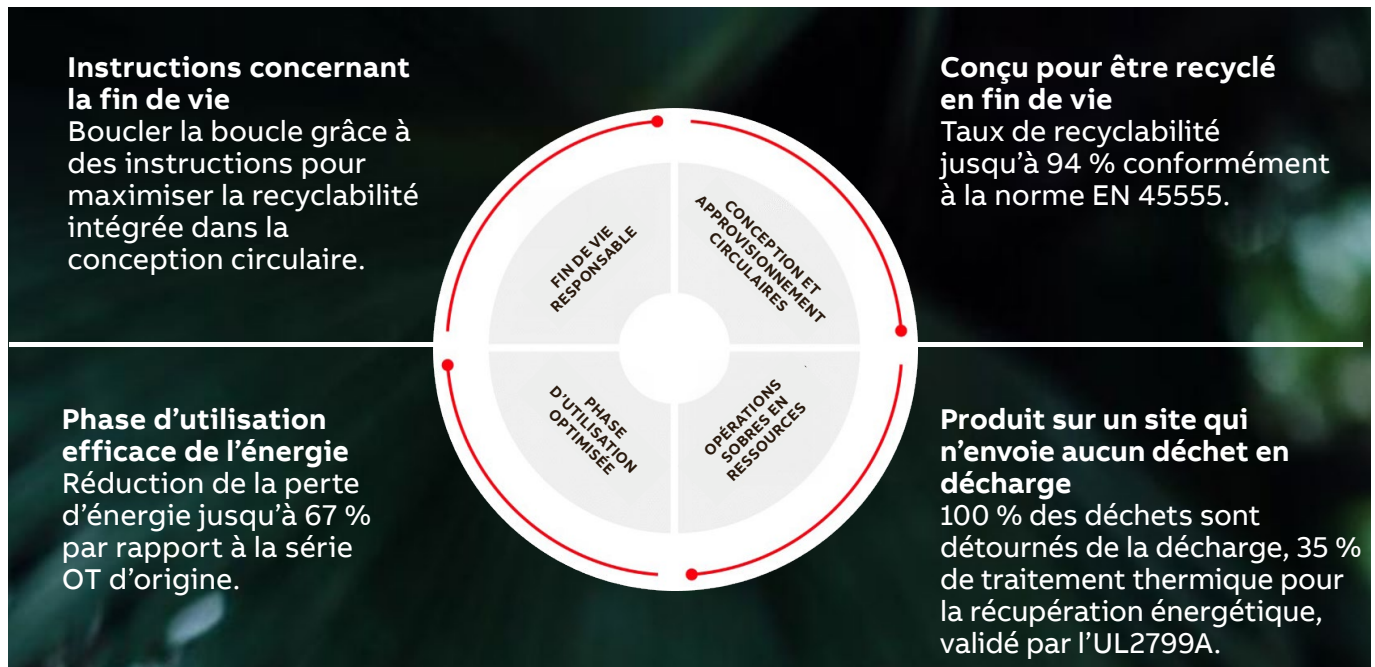 Instructions concernant
la fin de vie
Boucler la boucle grâce à
des instructions pour
maximiser la recyclabilité
intégrée dans la
conception circulaire.
Conçu pour être recyclé
en fin de vie
Taux de recyclabilité
jusqu’à 94 % conformément
à la norme EN 45555.
FIN DE VIE
RESPONSABLE
CONCEPTION ET
APPROVISIONNEMENT
CIRCULAIRES
PHASE
D’UTILISATION
OPTIMISÉE
OPÉRATIONS
SOBRES EN
RESSOURCES
Phase d’utilisation
efficace de l’énergie
Réduction de la perte
d’énergie jusqu’à 67 %
par rapport à la série
OT d’origine.
Produit sur un site qui
n’envoie aucun déchet en
décharge
100 % des déchets sont
détournés de la décharge, 35 %
de traitement thermique pour
la récupération énergétique,
validé par l’UL2799A.